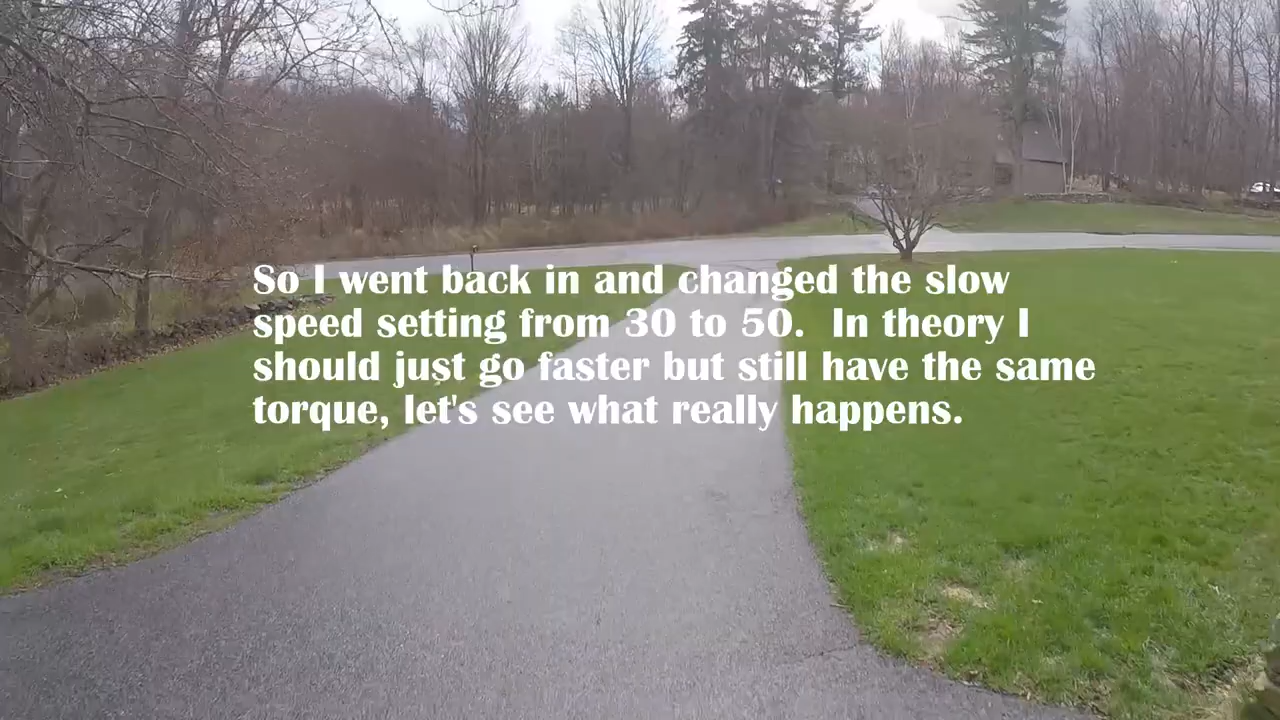 So I went back in and changed the slow
speed setting from 30 to 50.  In theory I
should just go faster but still have the same
torque, let's see what really happens.